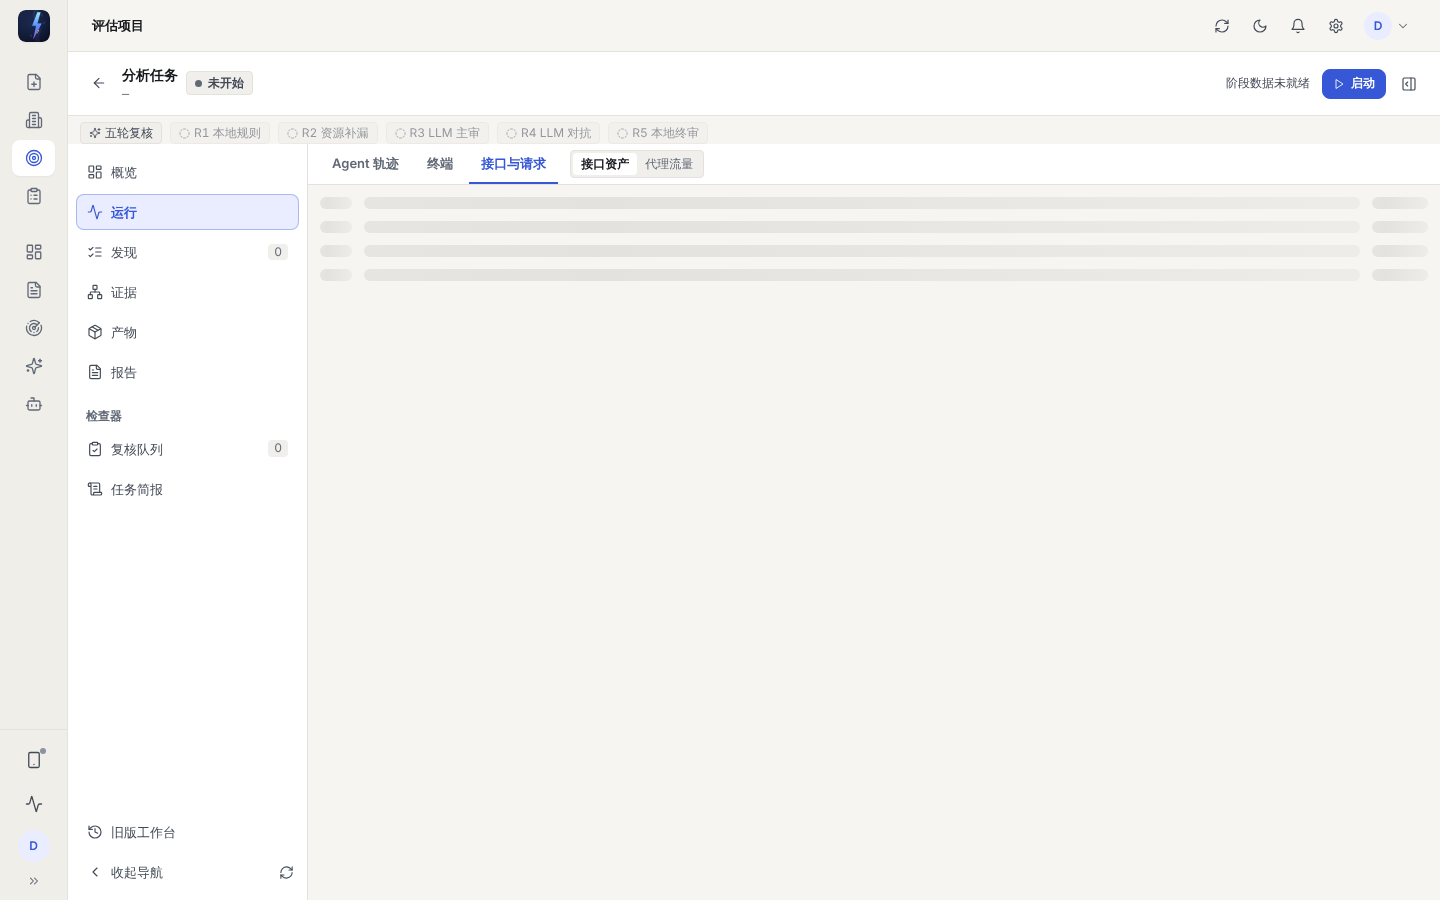 评估项目
D
分析任务
—
未开始
阶段数据未就绪
启动
五轮复核
R1 本地规则
R2 资源补漏
R3 LLM 主审
R4 LLM 对抗
R5 本地终审
概览
运行
发现
0
证据
产物
报告
检查器
复核队列
0
任务简报
旧版工作台
收起导航
Agent 轨迹
终端
接口与请求
接口资产
代理流量
D